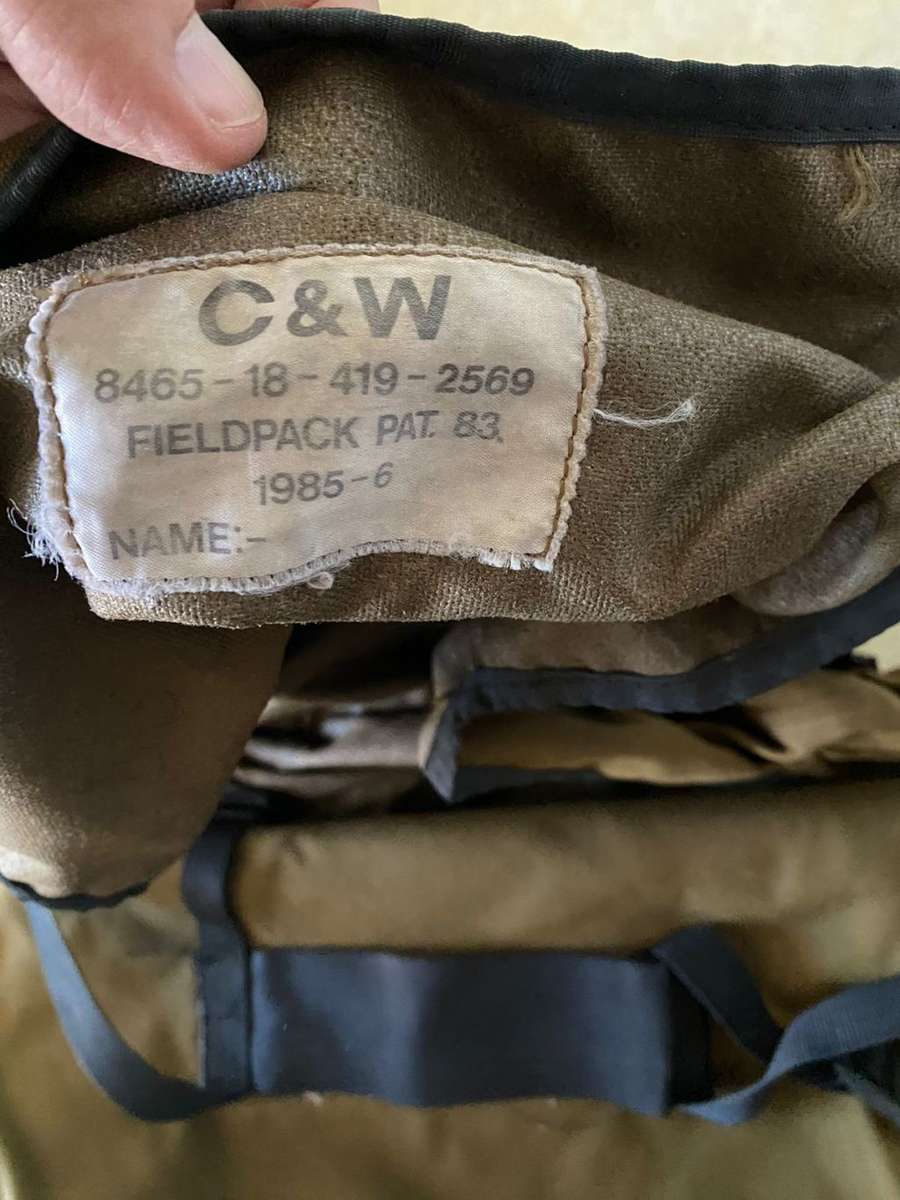 C&W
8465-18-419-2569
FIELDPACK PAT. 83,
1985-6
NAME:-